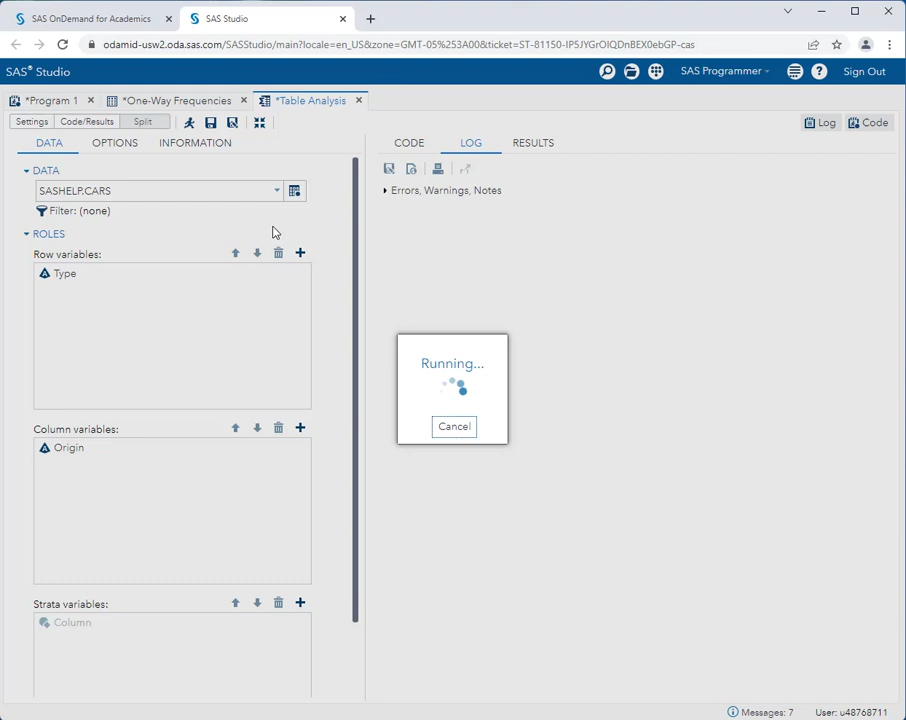 SAS OnDemand for Academics
SAS Studio
odamid-usw2.oda.sas.com/SASStudio/main?locale=en_US&zone=GMT-05%253A00&ticket=ST-81150-IP5JYGrOIQDnBEX0ebGP-cas
SAS® Studio
SAS Programmer
Sign Out
*Program 1
*One-Way Frequencies
*Table Analysis
Settings
Code/Results
Split
Log
Code
DATA
OPTIONS
INFORMATION
CODE
LOG
RESULTS
DATA
SASHELP.CARS
Filter: (none)
Errors, Warnings, Notes
ROLES
Row variables:
Type
Running...
Cancel
Column variables:
Origin
Strata variables:
Column
Messages: 7
User: u48768711